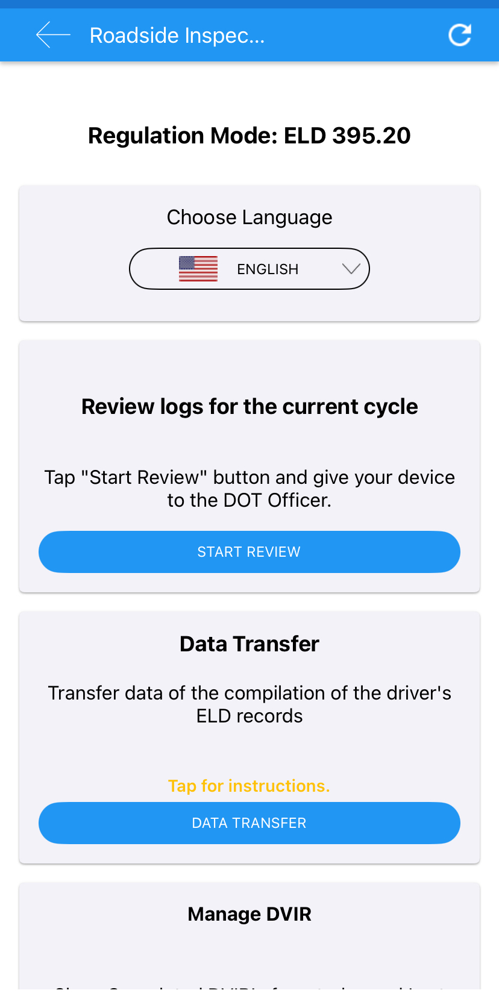 Roadside Inspec...
Regulation Mode: ELD 395.20
Choose Language
ENGLISH
Review logs for the current cycle
Tap "Start Review" button and give your device
to the DOT Officer.
START REVIEW
Data Transfer
Transfer data of the compilation of the driver's
ELD records
Tap for instructions.
DATA TRANSFER
Manage DVIR